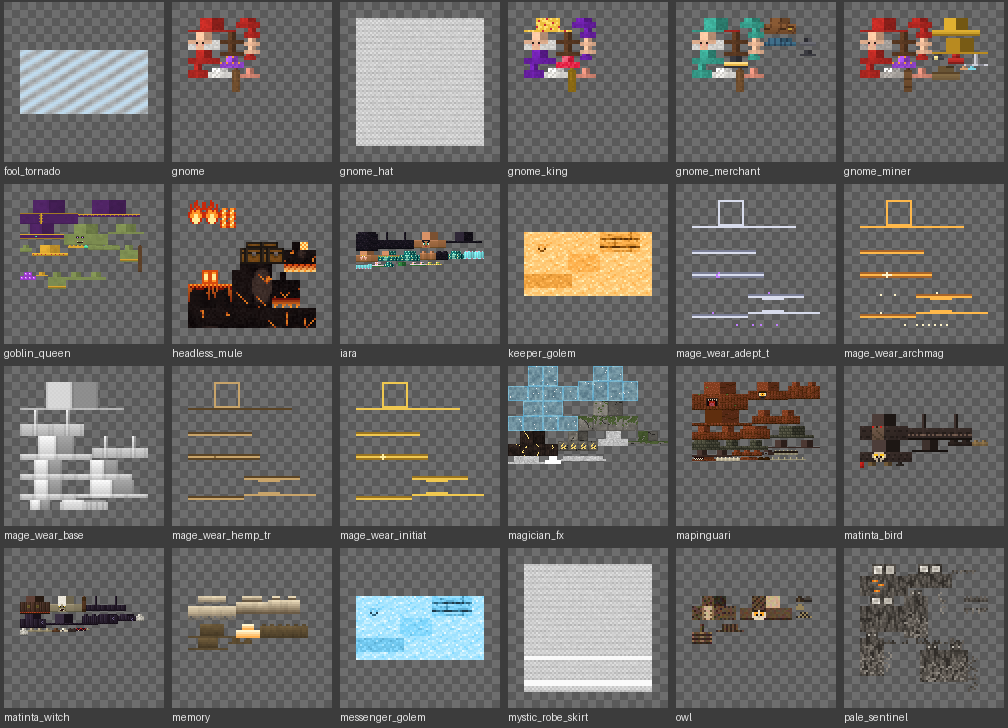 fool_tornado
gnome
gnome_hat
gnome_king
gnome_merchant
gnome_miner
goblin_queen
headless_mule
iara
keeper_golem
mage_wear_adept_t
mage_wear_archmag
mage_wear_base
mage_wear_hemp_tr
mage_wear_initiat
magician_fx
mapinguari
matinta_bird
matinta_witch
memory
messenger_golem
mystic_robe_skirt
owl
pale_sentinel